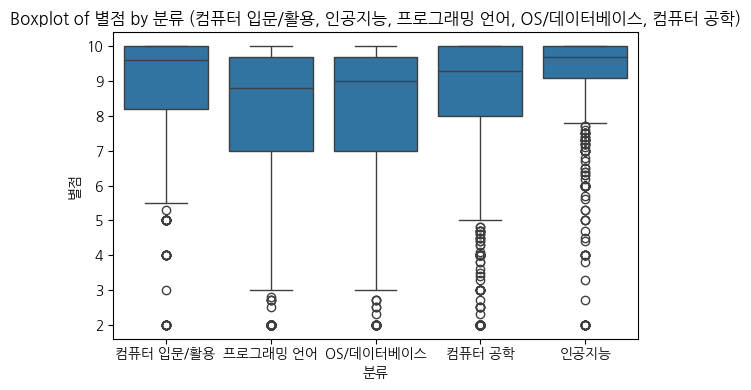 Boxplot of 별점 by 분류 (컴퓨터 입문/활용, 인공지능, 프로그래밍 언어, OS/데이터베이스, 컴퓨터 공학)
10
9
8
7
6
5
4
3
2
별점
컴퓨터 입문/활용 프로그래밍 언어 OS/데이터베이스 컴퓨터 공학 인공지능
분류